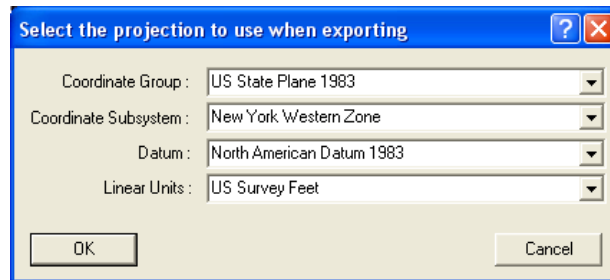 Select the projection to use when exporting
Coordinate Group : US State Plane 1983
Coordinate Subsystem : New York Western Zone
Datum : North American Datum 1983
Linear Units : US Survey Feet
OK Cancel